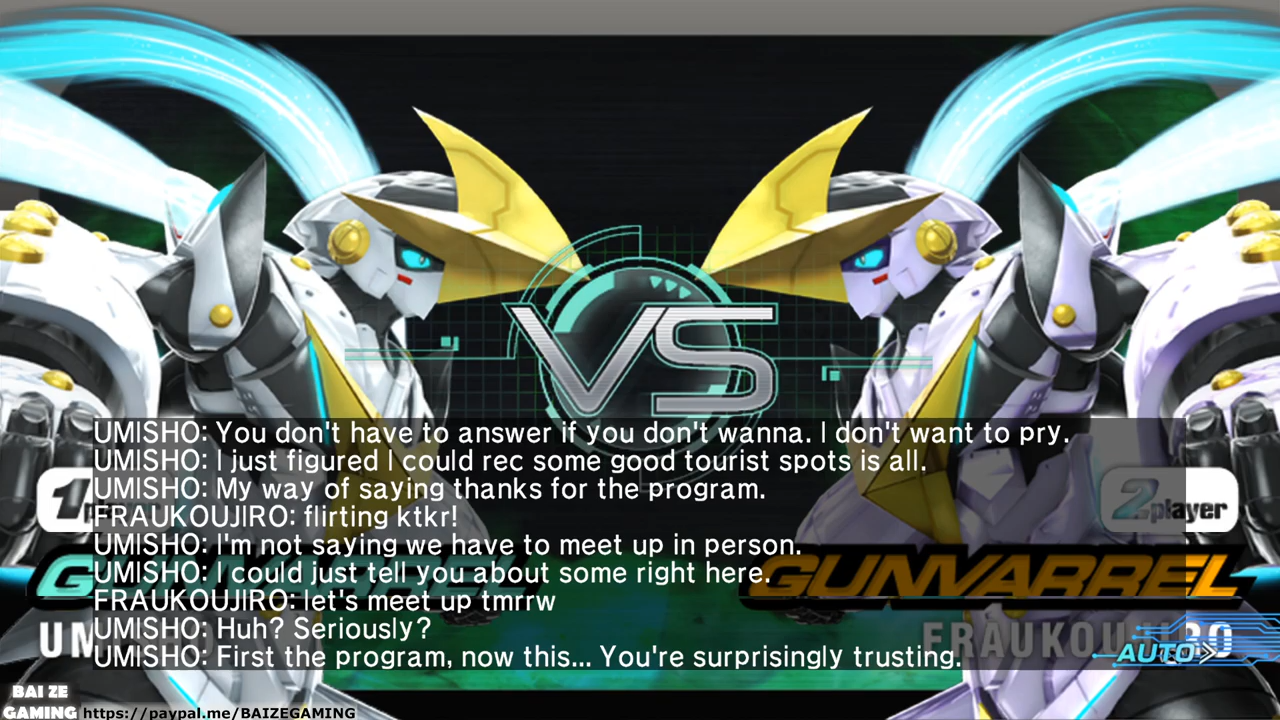 VS
UMISHO: You don't have to answer if you don't wanna. I don't want to pry.
UMISHO: I just figured I could rec some good tourist spots is all.
UMISHO: My way of saying thanks for the program.
FRAUKOUJIRO: flirting ktkr!
UMISHO: I'm not saying we have to meet up in person.
UMISHO: I could just tell you about some right here.
FRAUKOUJIRO: let's meet up tmrrw
UMISHO: Huh? Seriously?
UMISHO: First the program, now this... You're surprisingly trusting.
1
2player
GUNVARREL
FRAUKOUJIRO
AUTO
BAI ZE
GAMING https://paypal.me/BAIZEGAMING